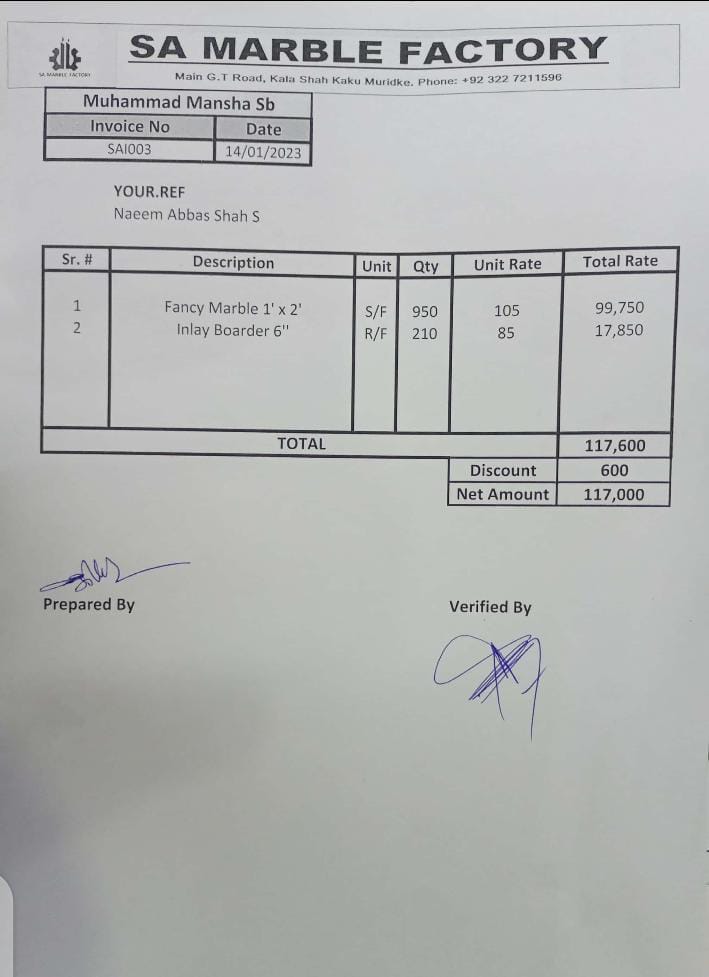 SA MARBLE FACTORY
SA MARBLE FACTORY
Main G.T Road, Kala Shah Kaku Muridke. Phone: +92 322 7211596
Muhammad Mansha Sb
Invoice No Date
SAI003 14/01/2023
YOUR.REF
Naeem Abbas Shah S
Sr. # Description Unit Qty Unit Rate Total Rate
1 Fancy Marble 1' x 2' S/F 950 105 99,750
2 Inlay Boarder 6" R/F 210 85 17,850
TOTAL 117,600
Discount 600
Net Amount 117,000
Prepared By
Verified By